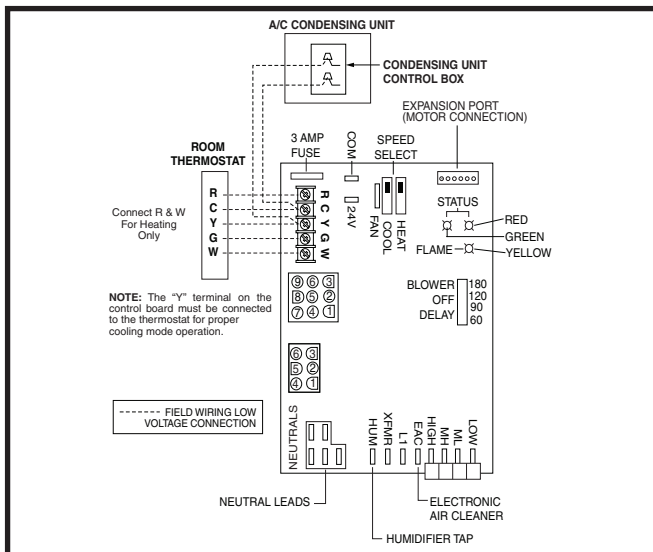 A/C CONDENSING UNIT
CONDENSING UNIT
CONTROL BOX
EXPANSION PORT
(MOTOR CONNECTION)
ROOM
THERMOSTAT
3 AMP
FUSE
COM
SPEED
SELECT
R
C
Y
G
W
Connect R & W
For Heating
Only
R
C
Y
G
W
24V
FAN
COOL
HEAT
STATUS
RED
GREEN
FLAME
YELLOW
NOTE: The “Y” terminal on the
control board must be connected
to the thermostat for proper
cooling mode operation.
9 6 3
8 5 2
7 4 1
BLOWER
OFF
DELAY
180
120
90
60
6 3
5 2
4 1
FIELD WIRING LOW
VOLTAGE CONNECTION
NEUTRALS
HUM
XFMR
L1
EAC
HIGH
MH
ML
LOW
NEUTRAL LEADS
ELECTRONIC
AIR CLEANER
HUMIDIFIER TAP